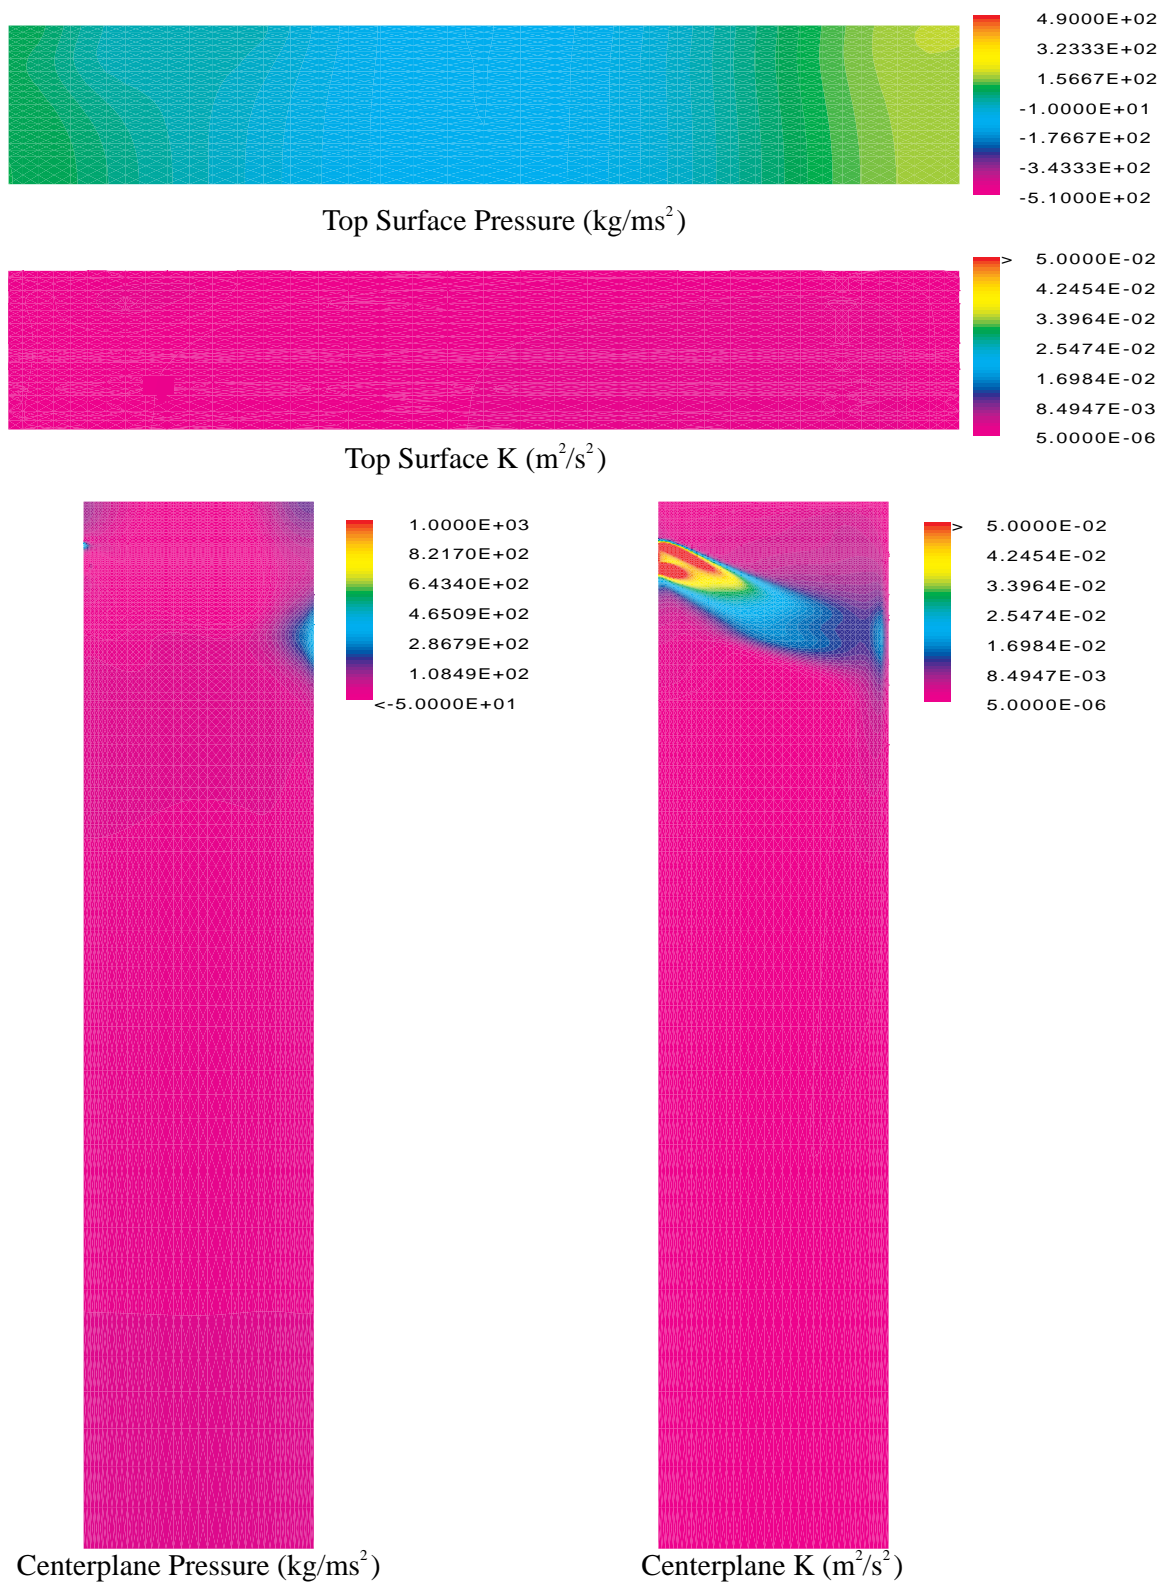 4.9000E+02
3.2333E+02
1.5667E+02
-1.0000E+01
-1.7667E+02
-3.4333E+02
-5.1000E+02
Top Surface Pressure (kg/ms²)
> 5.0000E-02
4.2454E-02
3.3964E-02
2.5474E-02
1.6984E-02
8.4947E-03
5.0000E-06
Top Surface K (m²/s²)
1.0000E+03
8.2170E+02
6.4340E+02
4.6509E+02
2.8679E+02
1.0849E+02
<-5.0000E+01
> 5.0000E-02
4.2454E-02
3.3964E-02
2.5474E-02
1.6984E-02
8.4947E-03
5.0000E-06
Centerplane Pressure (kg/ms²)
Centerplane K (m²/s²)